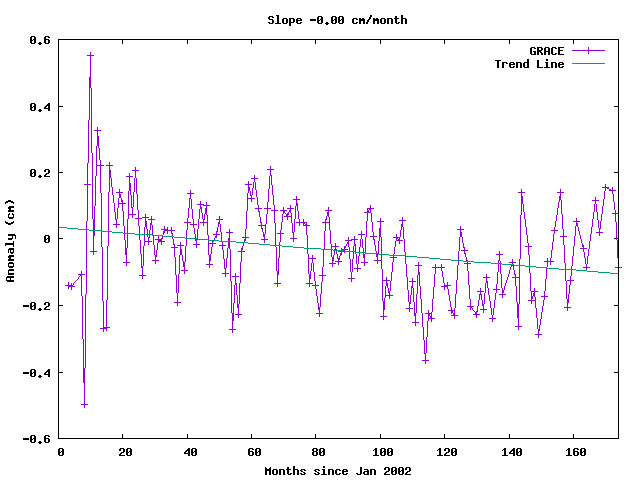 Slope -0.00 cm/month
GRACE
Trend Line
0.6
0.4
0.2
0
-0.2
-0.4
-0.6
Anomaly (cm)
0 20 40 60 80 100 120 140 160
Months since Jan 2002